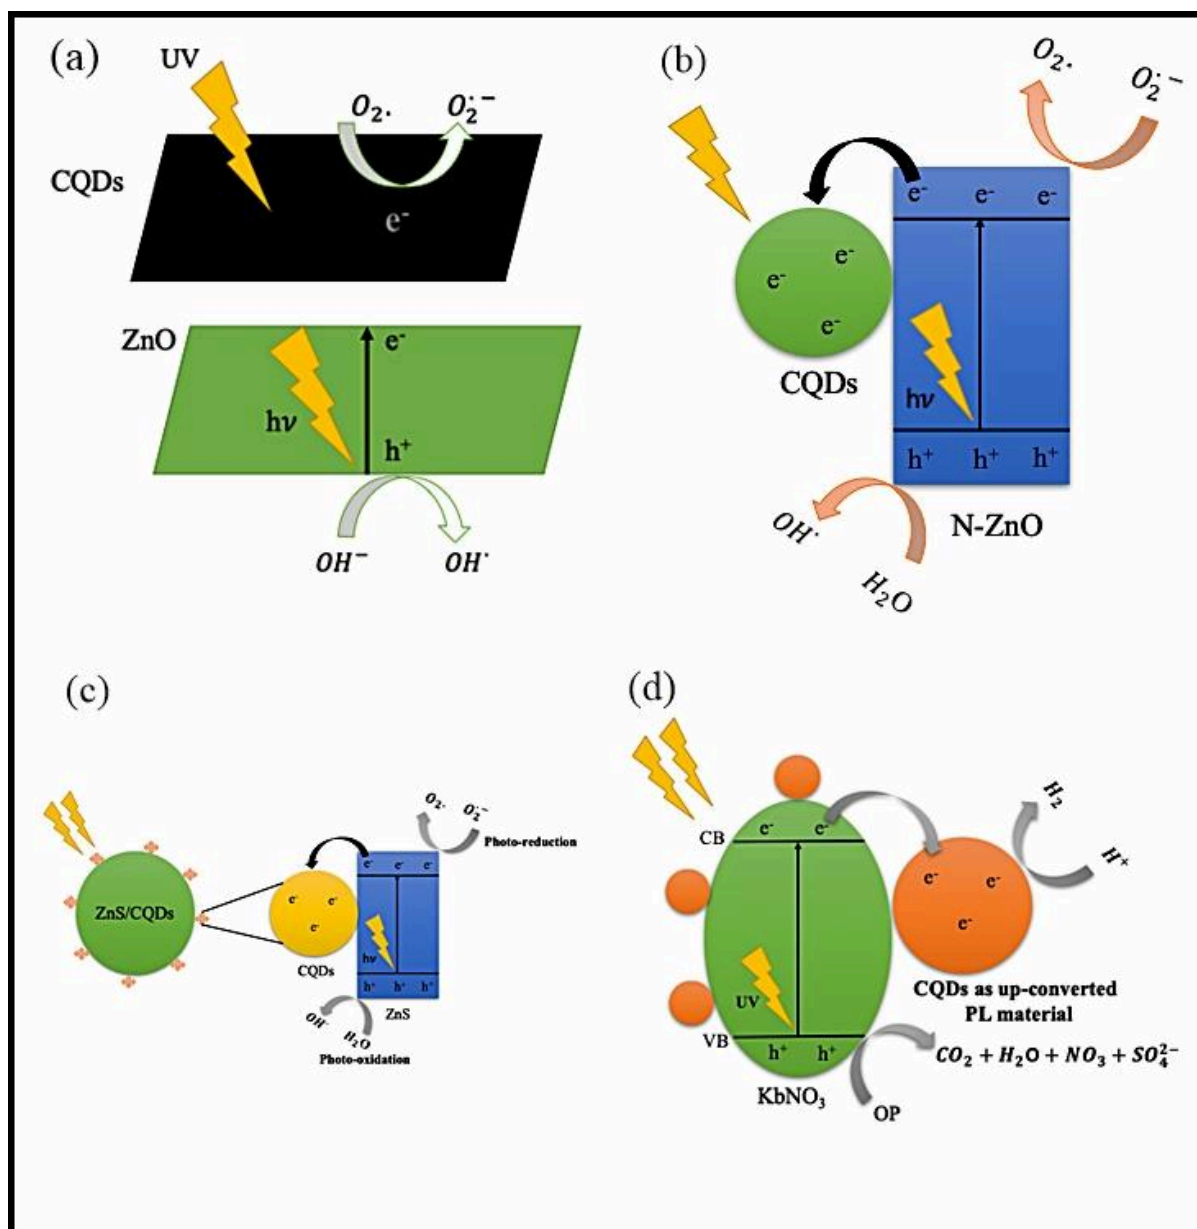 (a)
UV
O₂.
O₂˙⁻
CQDs
e⁻
ZnO
e⁻
hν
h⁺
OH⁻
OH˙
(b)
O₂.
O₂˙⁻
e⁻ e⁻ e⁻
e⁻
e⁻
e⁻
CQDs
hν
h⁺ h⁺ h⁺
OH˙
N-ZnO
H₂O
(c)
O₂.
O₂˙⁻
Photo-reduction
e⁻ e⁻ e⁻
ZnS/CQDs
e⁻ e⁻
e⁻
CQDs
hν
h⁺ h⁺ h⁺
ZnS
OH˙
H₂O
Photo-oxidation
(d)
H₂
CB
e⁻ e⁻
H⁺
e⁻ e⁻
e⁻
CQDs as up-converted
PL material
UV
VB
h⁺ h⁺
CO₂ + H₂O + NO₃ + SO₄²⁻
KbNO₃
OP